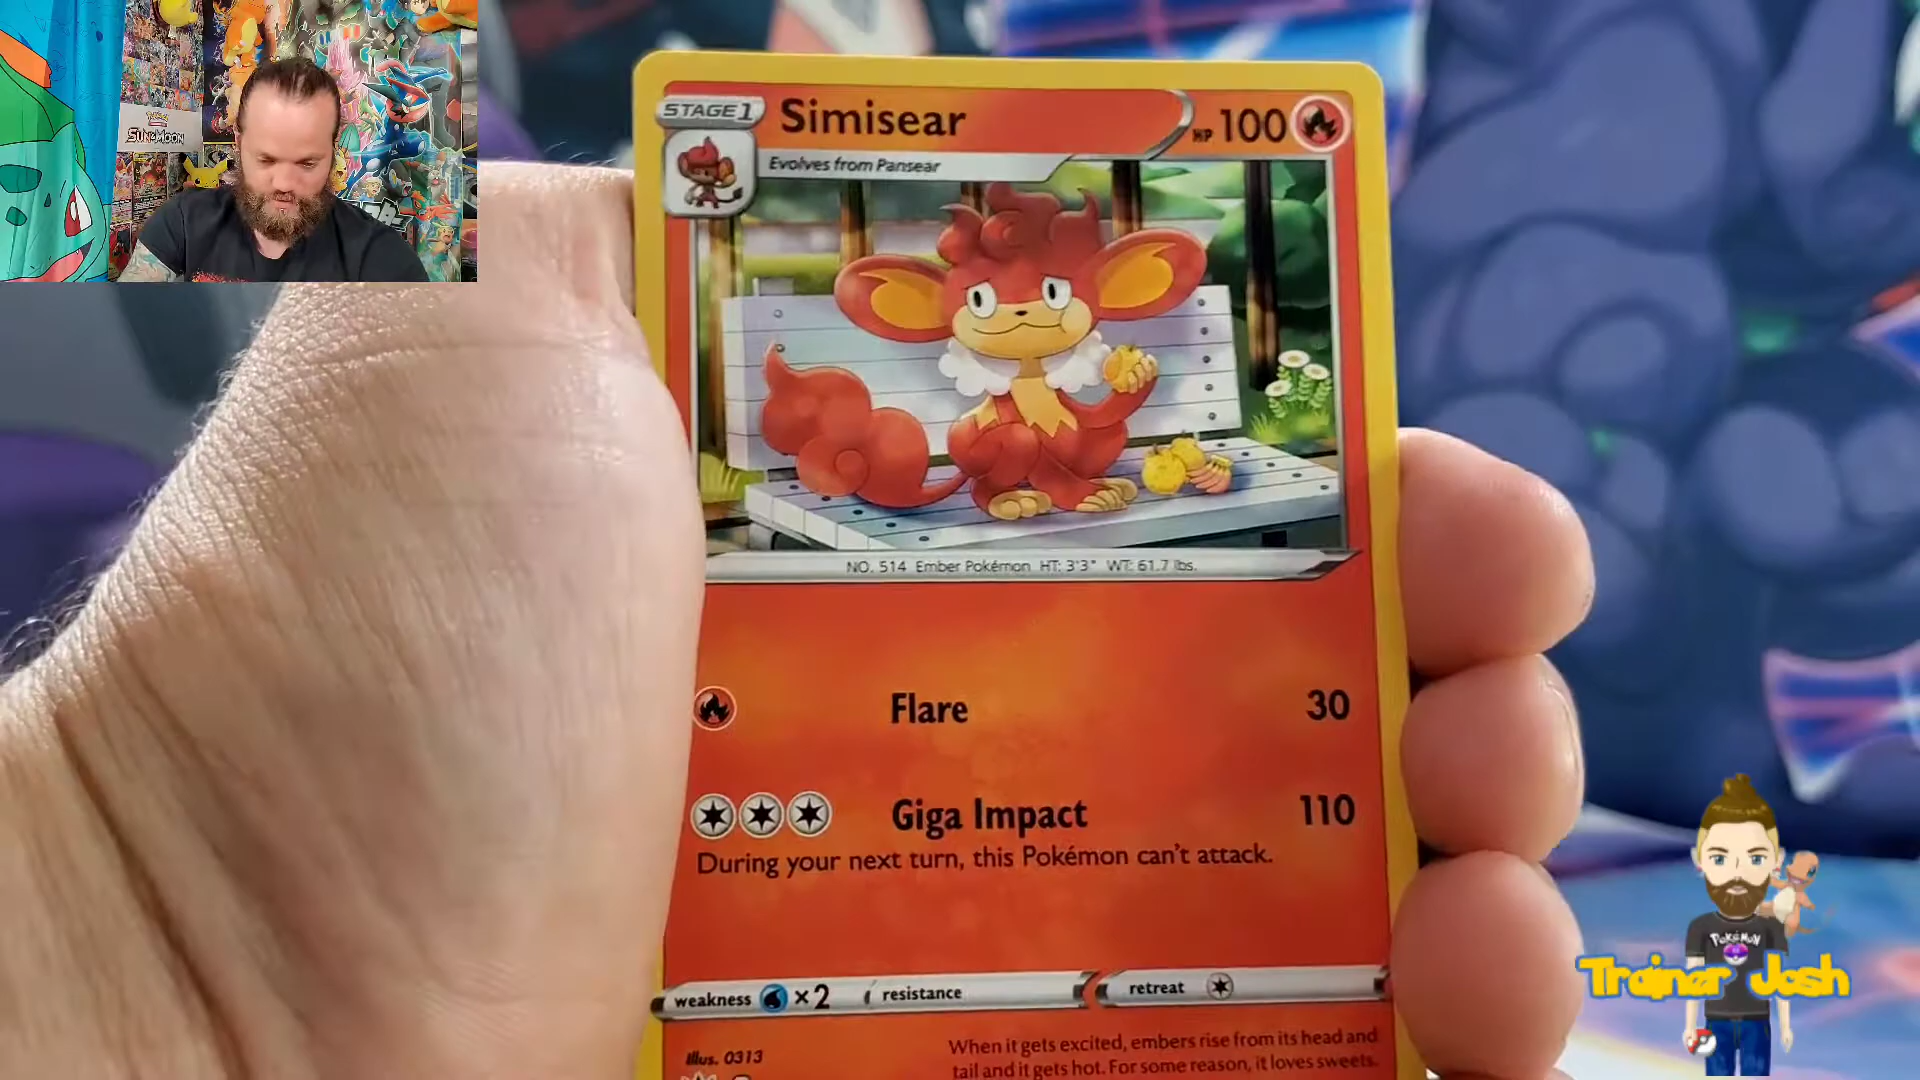 Pokémon
SUN & MOON
STAGE 1
Simisear
HP 100
Evolves from Pansear
NO. 514 Ember Pokémon HT: 3'3" WT: 61.7 lbs.
Flare 30
Giga Impact 110
During your next turn, this Pokémon can't attack.
weakness ×2 resistance retreat
Illus. 0313
When it gets excited, embers rise from its head and
tail and it gets hot. For some reason, it loves sweets.
POKéMON
Trainer Josh